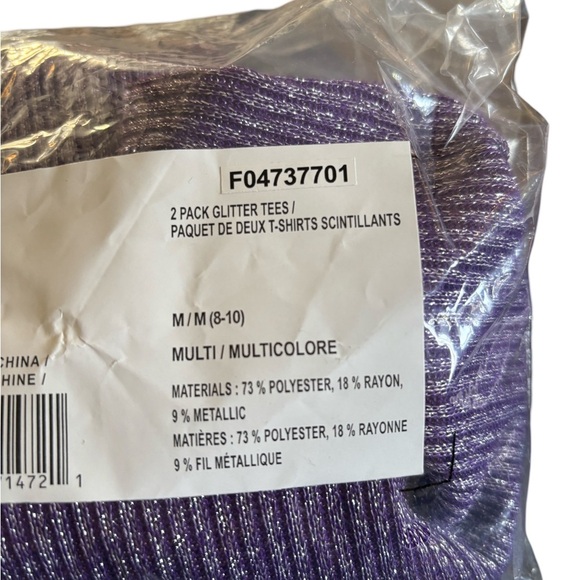 F04737701
2 PACK GLITTER TEES /
PAQUET DE DEUX T-SHIRTS SCINTILLANTS
M / M (8-10)
MULTI / MULTICOLORE
CHINA /
CHINE /
MATERIALS : 73 % POLYESTER, 18 % RAYON,
9 % METALLIC
MATIÈRES : 73 % POLYESTER, 18 % RAYONNE
9 % FIL MÉTALLIQUE
71472 1